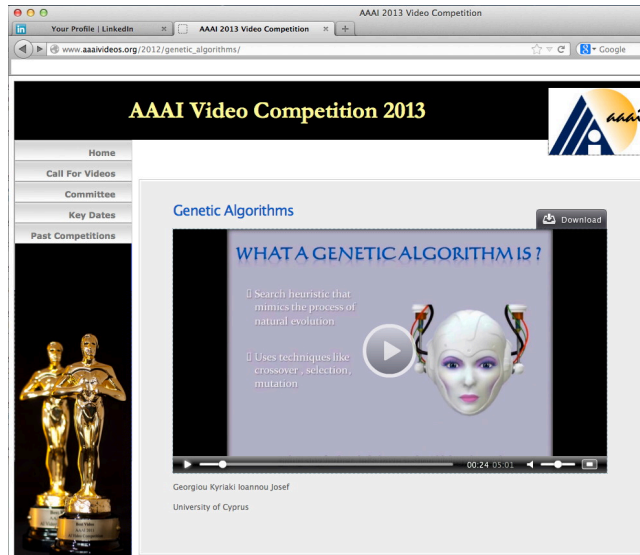 AAAI 2013 Video Competition
Your Profile | LinkedIn
AAAI 2013 Video Competition
www.aaaivideos.org/2012/genetic_algorithms/
Google
AAAI Video Competition 2013
aaai
Home
Call For Videos
Committee
Key Dates
Past Competitions
Genetic Algorithms
Download
WHAT A GENETIC ALGORITHM IS ?
Search heuristic that
mimics the process of
natural evolution
Uses techniques like
crossover , selection ,
mutation
00:24 05:01
Georgiou Kyriaki Ioannou Josef
University of Cyprus
Best Video